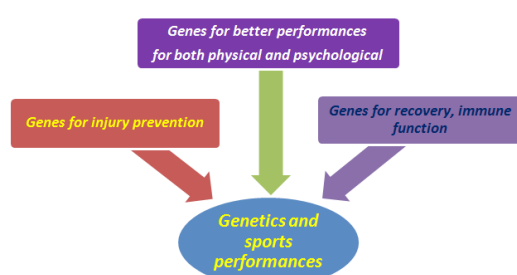 Genes for better performances
for both physical and psychological
Genes for injury prevention
Genes for recovery, immune
function
Genetics and
sports
performances